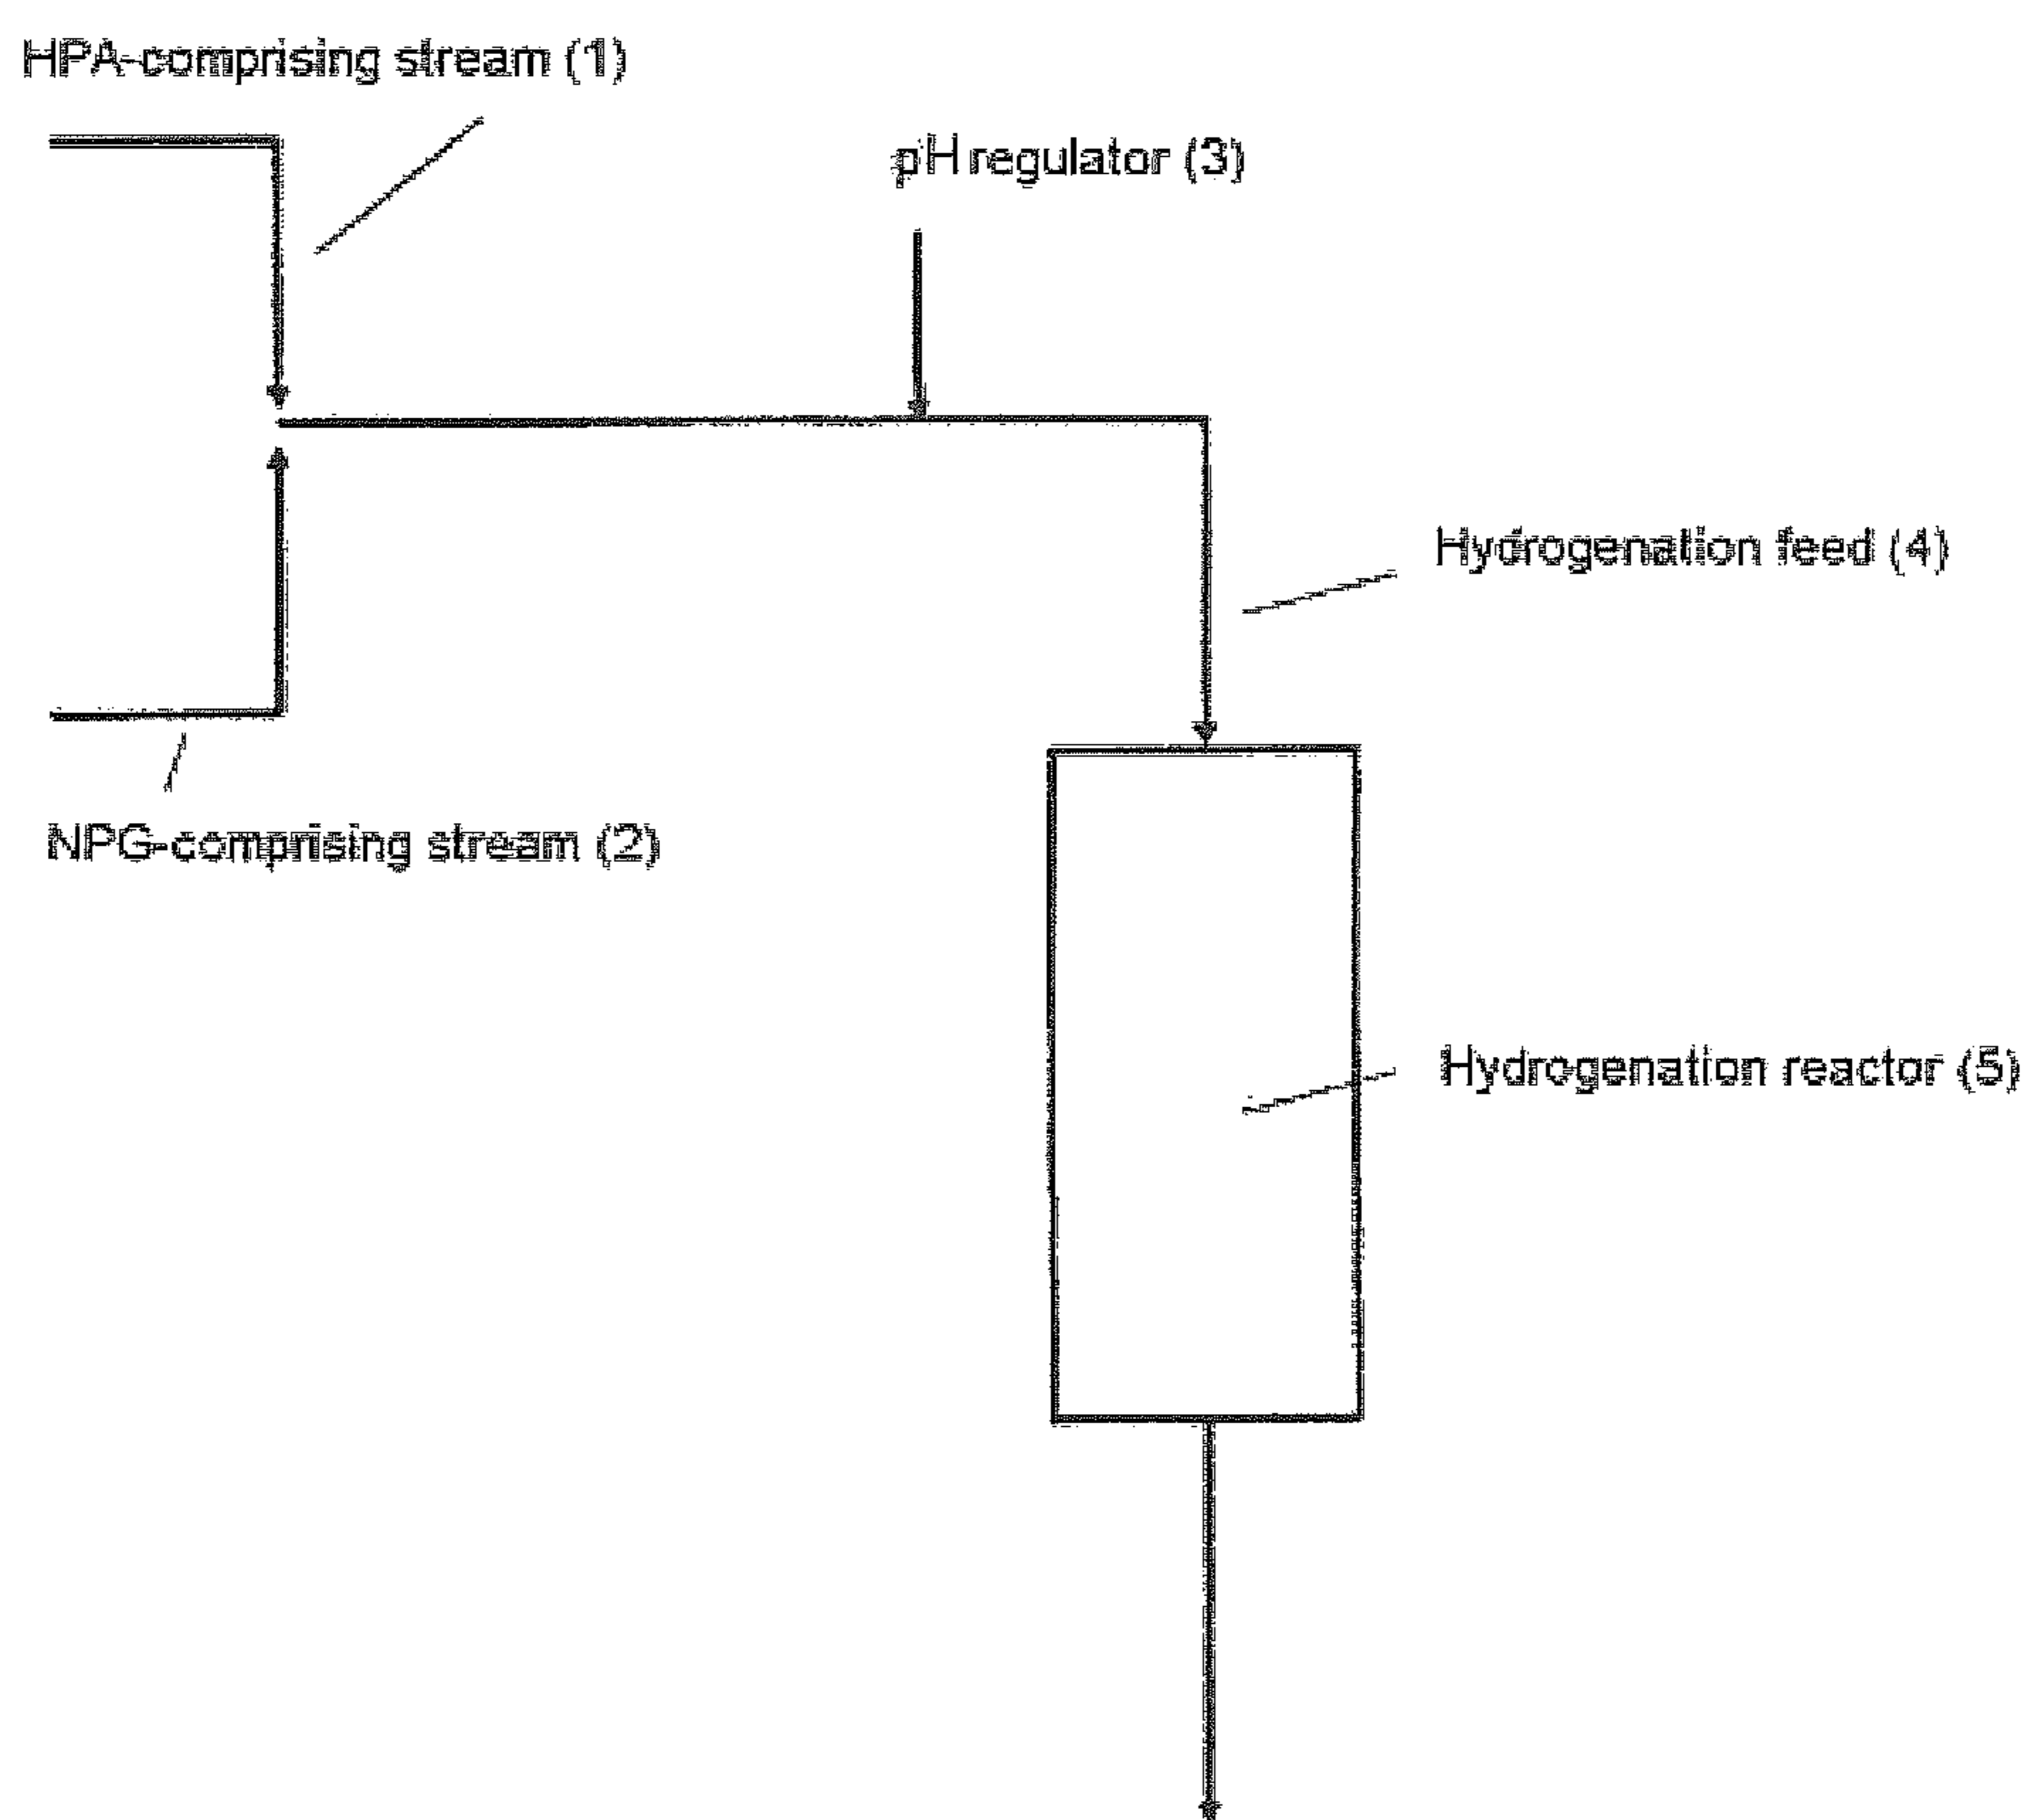 HPA-comprising stream (1)
pH regulator (3)
Hydrogenation feed (4)
NPG-comprising stream (2)
Hydrogenation reactor (5)